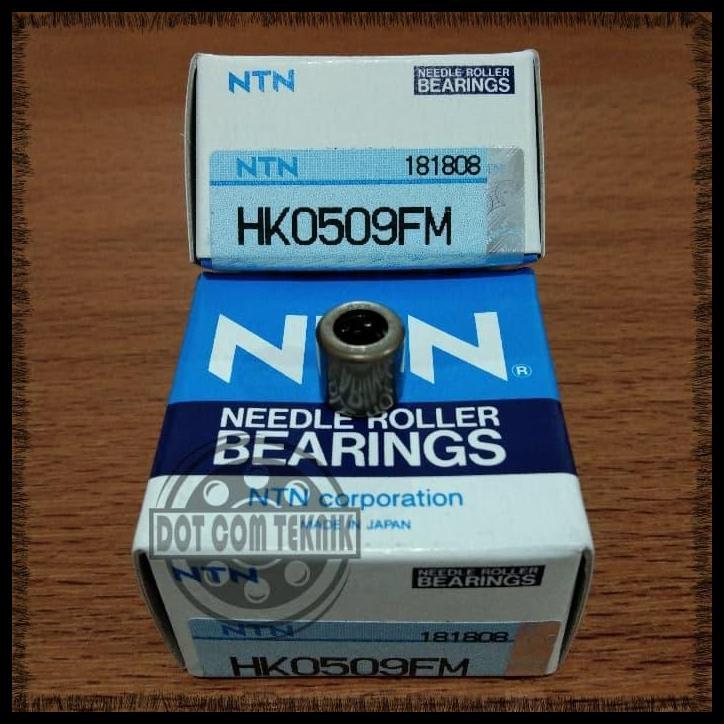 NTN
NEEDLE ROLLER
BEARINGS
NTN
181808
HK0509FM
NTN
®
NEEDLE ROLLER
BEARINGS
NTN corporation
MADE IN JAPAN
DOT COM TEKNIK
NTN
NEEDLE ROLLER
BEARINGS
NTN
181808
HK0509FM